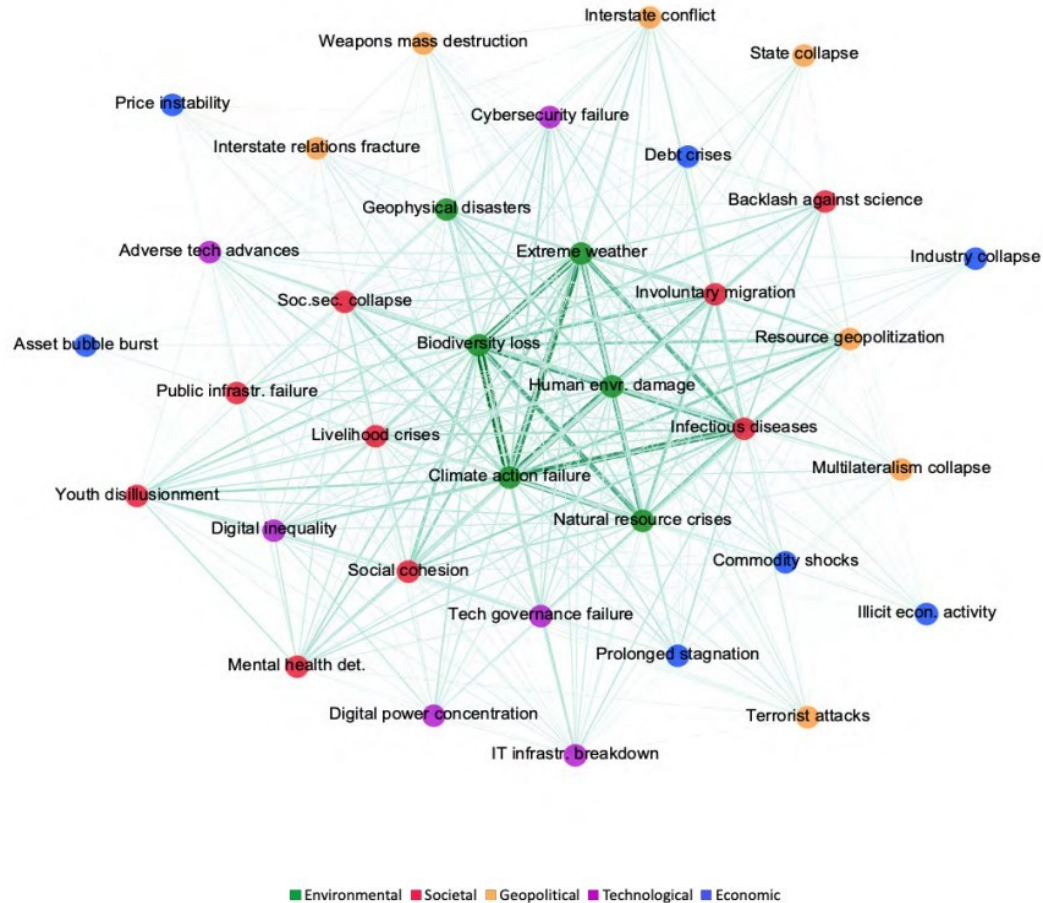 Interstate conflict
Weapons mass destruction
State collapse
Price instability
Cybersecurity failure
Interstate relations fracture
Debt crises
Geophysical disasters
Backlash against science
Adverse tech advances
Extreme weather
Industry collapse
Soc.sec. collapse
Involuntary migration
Asset bubble burst
Biodiversity loss
Resource geopolitization
Public infrastr. failure
Human envr. damage
Livelihood crises
Infectious diseases
Climate action failure
Multilateralism collapse
Youth disillusionment
Digital inequality
Natural resource crises
Social cohesion
Commodity shocks
Tech governance failure
Illicit econ. activity
Mental health det.
Prolonged stagnation
Digital power concentration
Terrorist attacks
IT infrastr. breakdown
Environmental Societal Geopolitical Technological Economic